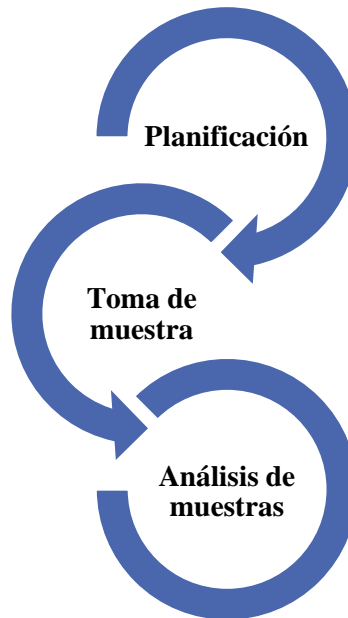 Planificación
Toma de
muestra
Análisis de
muestras